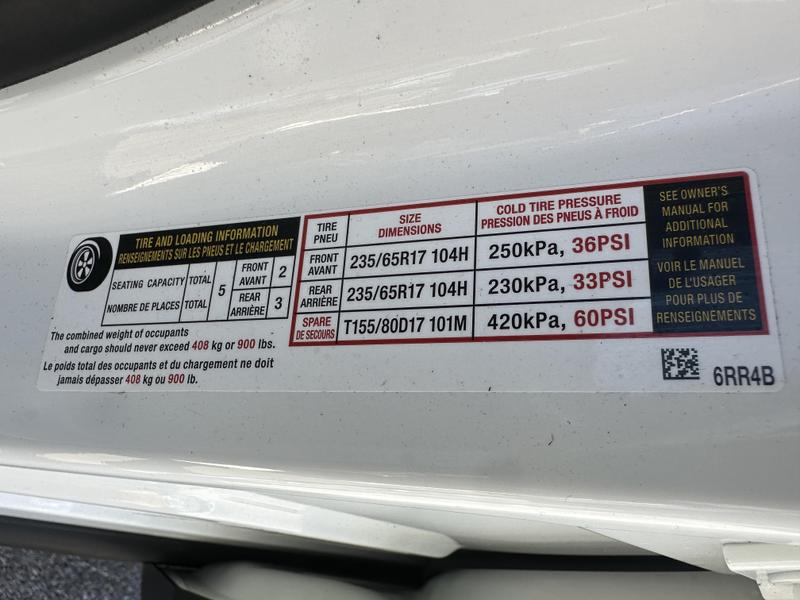 TIRE AND LOADING INFORMATION
RENSEIGNEMENTS SUR LES PNEUS ET LE CHARGEMENT
SEATING CAPACITY
NOMBRE DE PLACES
TOTAL
TOTAL
5
FRONT
AVANT
2
REAR
ARRIÈRE
3
The combined weight of occupants
and cargo should never exceed 408 kg or 900 lbs.
Le poids total des occupants et du chargement ne doit
jamais dépasser 408 kg ou 900 lb.
TIRE
PNEU
SIZE
DIMENSIONS
COLD TIRE PRESSURE
PRESSION DES PNEUS À FROID
FRONT
AVANT
235/65R17 104H
250kPa, 36PSI
REAR
ARRIÈRE
235/65R17 104H
230kPa, 33PSI
SPARE
DE SECOURS
T155/80D17 101M
420kPa, 60PSI
SEE OWNER'S
MANUAL FOR
ADDITIONAL
INFORMATION
VOIR LE MANUEL
DE L'USAGER
POUR PLUS DE
RENSEIGNEMENTS
6RR4B